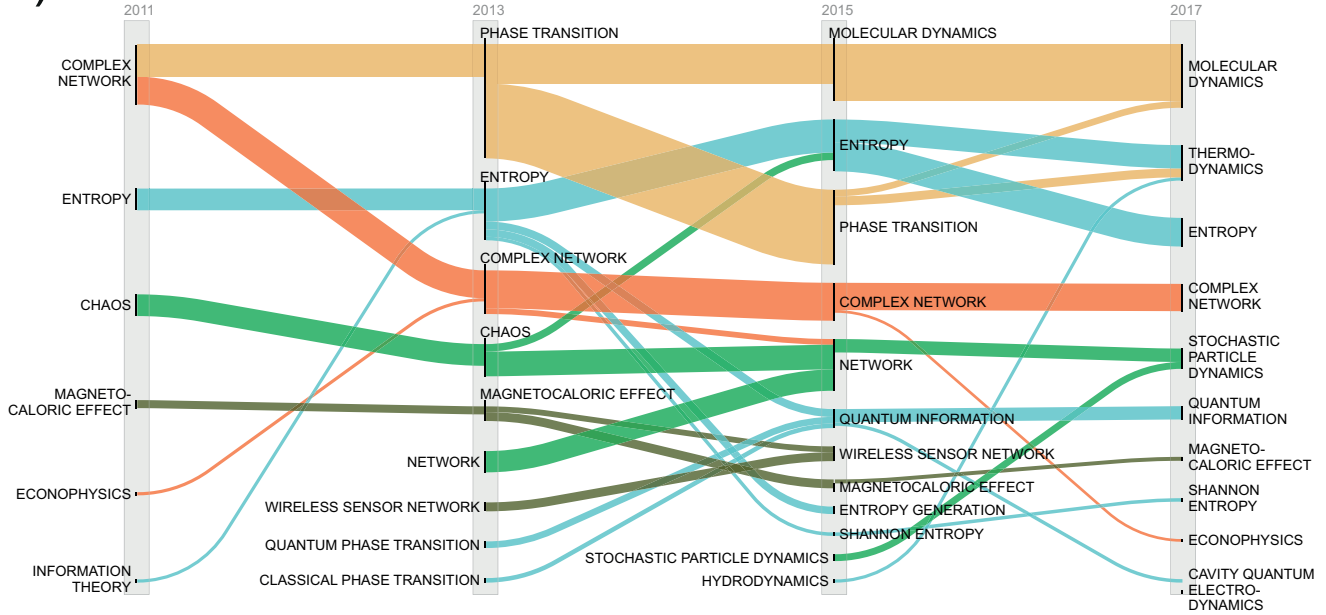 2011
2013
2015
2017
COMPLEX
NETWORK
ENTROPY
CHAOS
MAGNETO-
CALORIC EFFECT
ECONOPHYSICS
INFORMATION
THEORY
PHASE TRANSITION
ENTROPY
COMPLEX NETWORK
CHAOS
MAGNETOCALORIC EFFECT
NETWORK
WIRELESS SENSOR NETWORK
QUANTUM PHASE TRANSITION
CLASSICAL PHASE TRANSITION
MOLECULAR DYNAMICS
ENTROPY
PHASE TRANSITION
COMPLEX NETWORK
NETWORK
QUANTUM INFORMATION
WIRELESS SENSOR NETWORK
MAGNETOCALORIC EFFECT
ENTROPY GENERATION
SHANNON ENTROPY
STOCHASTIC PARTICLE DYNAMICS
HYDRODYNAMICS
MOLECULAR
DYNAMICS
THERMO-
DYNAMICS
ENTROPY
COMPLEX
NETWORK
STOCHASTIC
PARTICLE
DYNAMICS
QUANTUM
INFORMATION
MAGNETO-
CALORIC EFFECT
SHANNON
ENTROPY
ECONOPHYSICS
CAVITY QUANTUM
ELECTRO-
DYNAMICS